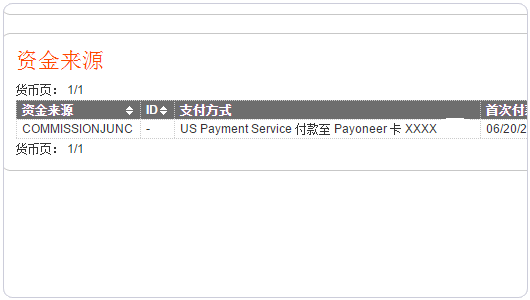 资金来源
货币页： 1/1
资金来源 ID 支付方式 首次付
COMMISSIONJUNC - US Payment Service 付款至 Payoneer 卡 XXXX 06/20/2
货币页： 1/1